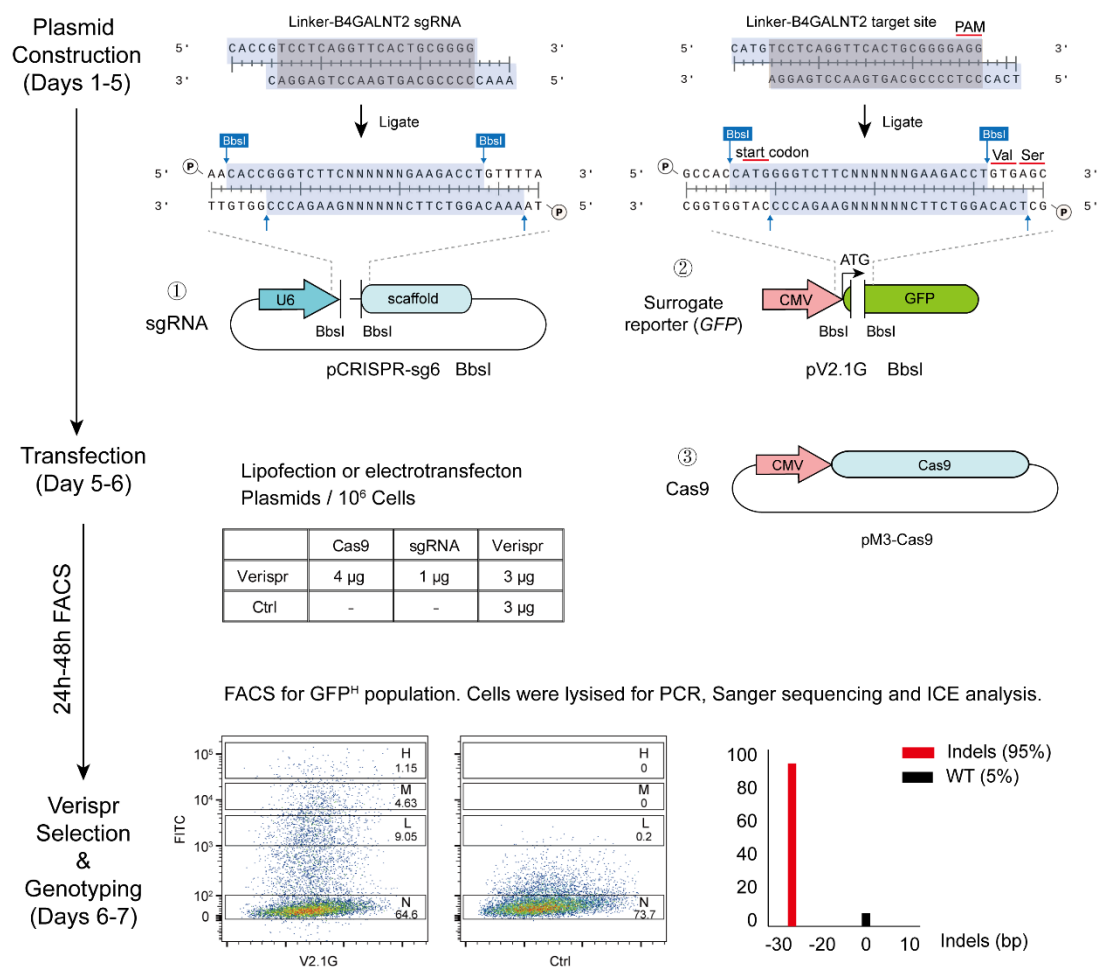 Plasmid
Construction
(Days 1-5)
Linker-B4GALNT2 sgRNA
5' CACCGTCCTCAGGTTCACTGCGGGG 3'
3' CAGGAGTCCAAGTGACGCCCCCAAA 5'
Ligate
BbsI BbsI
P
5' AACACCGGGTCTTCNNNNNNGAAGACCTGTTTTA 3'
3' TTGTGGCCCAGAAGNNNNNNCTTCTGGACAAAAT 5'
P
U6 scaffold
①
sgRNA
BbsI BbsI
pCRISPR-sg6 BbsI
Linker-B4GALNT2 target site
PAM
5' CATGTCCTCAGGTTCACTGCGGGGAGG 3'
3' AGGAGTCCAAGTGACGCCCCTCCCACT 5'
Ligate
BbsI BbsI
start codon Val Ser
P
5' GCCACCATGGGGTCTTCNNNNNNGAAGACCTGTGAGC 3'
3' CGGTGGTACCCCAGAAGNNNNNNCTTCTGGACACTCG 5'
P
ATG
②
Surrogate
reporter (GFP)
CMV GFP
BbsI BbsI
pV2.1G BbsI
Transfection
(Day 5-6)
Lipofection or electrotransfecton
Plasmids / 10⁶ Cells
Cas9 sgRNA Verispr
Verispr 4 µg 1 µg 3 µg
Ctrl - - 3 µg
③
Cas9
CMV Cas9
pM3-Cas9
24h-48h FACS
FACS for GFPᴴ population. Cells were lysised for PCR, Sanger sequencing and ICE analysis.
Verispr
Selection
&
Genotyping
(Days 6-7)
FITC
10⁵
10⁴
10³
10²
0
H
1.15
M
4.63
L
9.05
N
64.6
V2.1G
10⁵
10⁴
10³
10²
0
H
0
M
0
L
0.2
N
73.7
Ctrl
Indels (95%)
WT (5%)
100
80
60
40
20
0
-30 -20 0 10 Indels (bp)